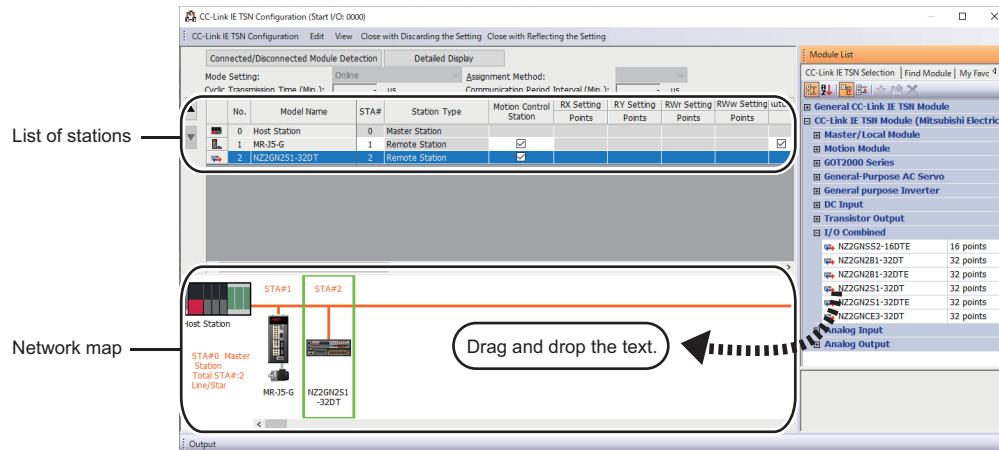 CC-Link IE TSN Configuration (Start I/O: 0000)
CC-Link IE TSN Configuration Edit View Close with Discarding the Setting Close with Reflecting the Setting
Connected/Disconnected Module Detection Detailed Display
Mode Setting: Online Assignment Method:
Cyclic Transmission Time (Min.): - us Communication Period Interval (Min.): - us
No. Model Name STA# Station Type Motion Control Station RX Setting Points RY Setting Points RWr Setting Points RWw Setting Points
0 Host Station 0 Master Station
1 MR-J5-G 1 Remote Station
2 NZ2GN2S1-32DT 2 Remote Station
List of stations
STA#1 STA#2
Host Station
STA#0 Master
Station
Total STA#:2
Line/Star
MR-J5-G
NZ2GN2S1
-32DT
Network map
Drag and drop the text.
Output
Module List
CC-Link IE TSN Selection Find Module My Favo
General CC-Link IE TSN Module
CC-Link IE TSN Module (Mitsubishi Electric
Master/Local Module
Motion Module
GOT2000 Series
General-Purpose AC Servo
General purpose Inverter
DC Input
Transistor Output
I/O Combined
NZ2GNSS2-16DTE 16 points
NZ2GN2B1-32DT 32 points
NZ2GN2B1-32DTE 32 points
NZ2GN2S1-32DT 32 points
NZ2GN2S1-32DTE 32 points
NZ2GNCE3-32DT 32 points
Analog Input
Analog Output